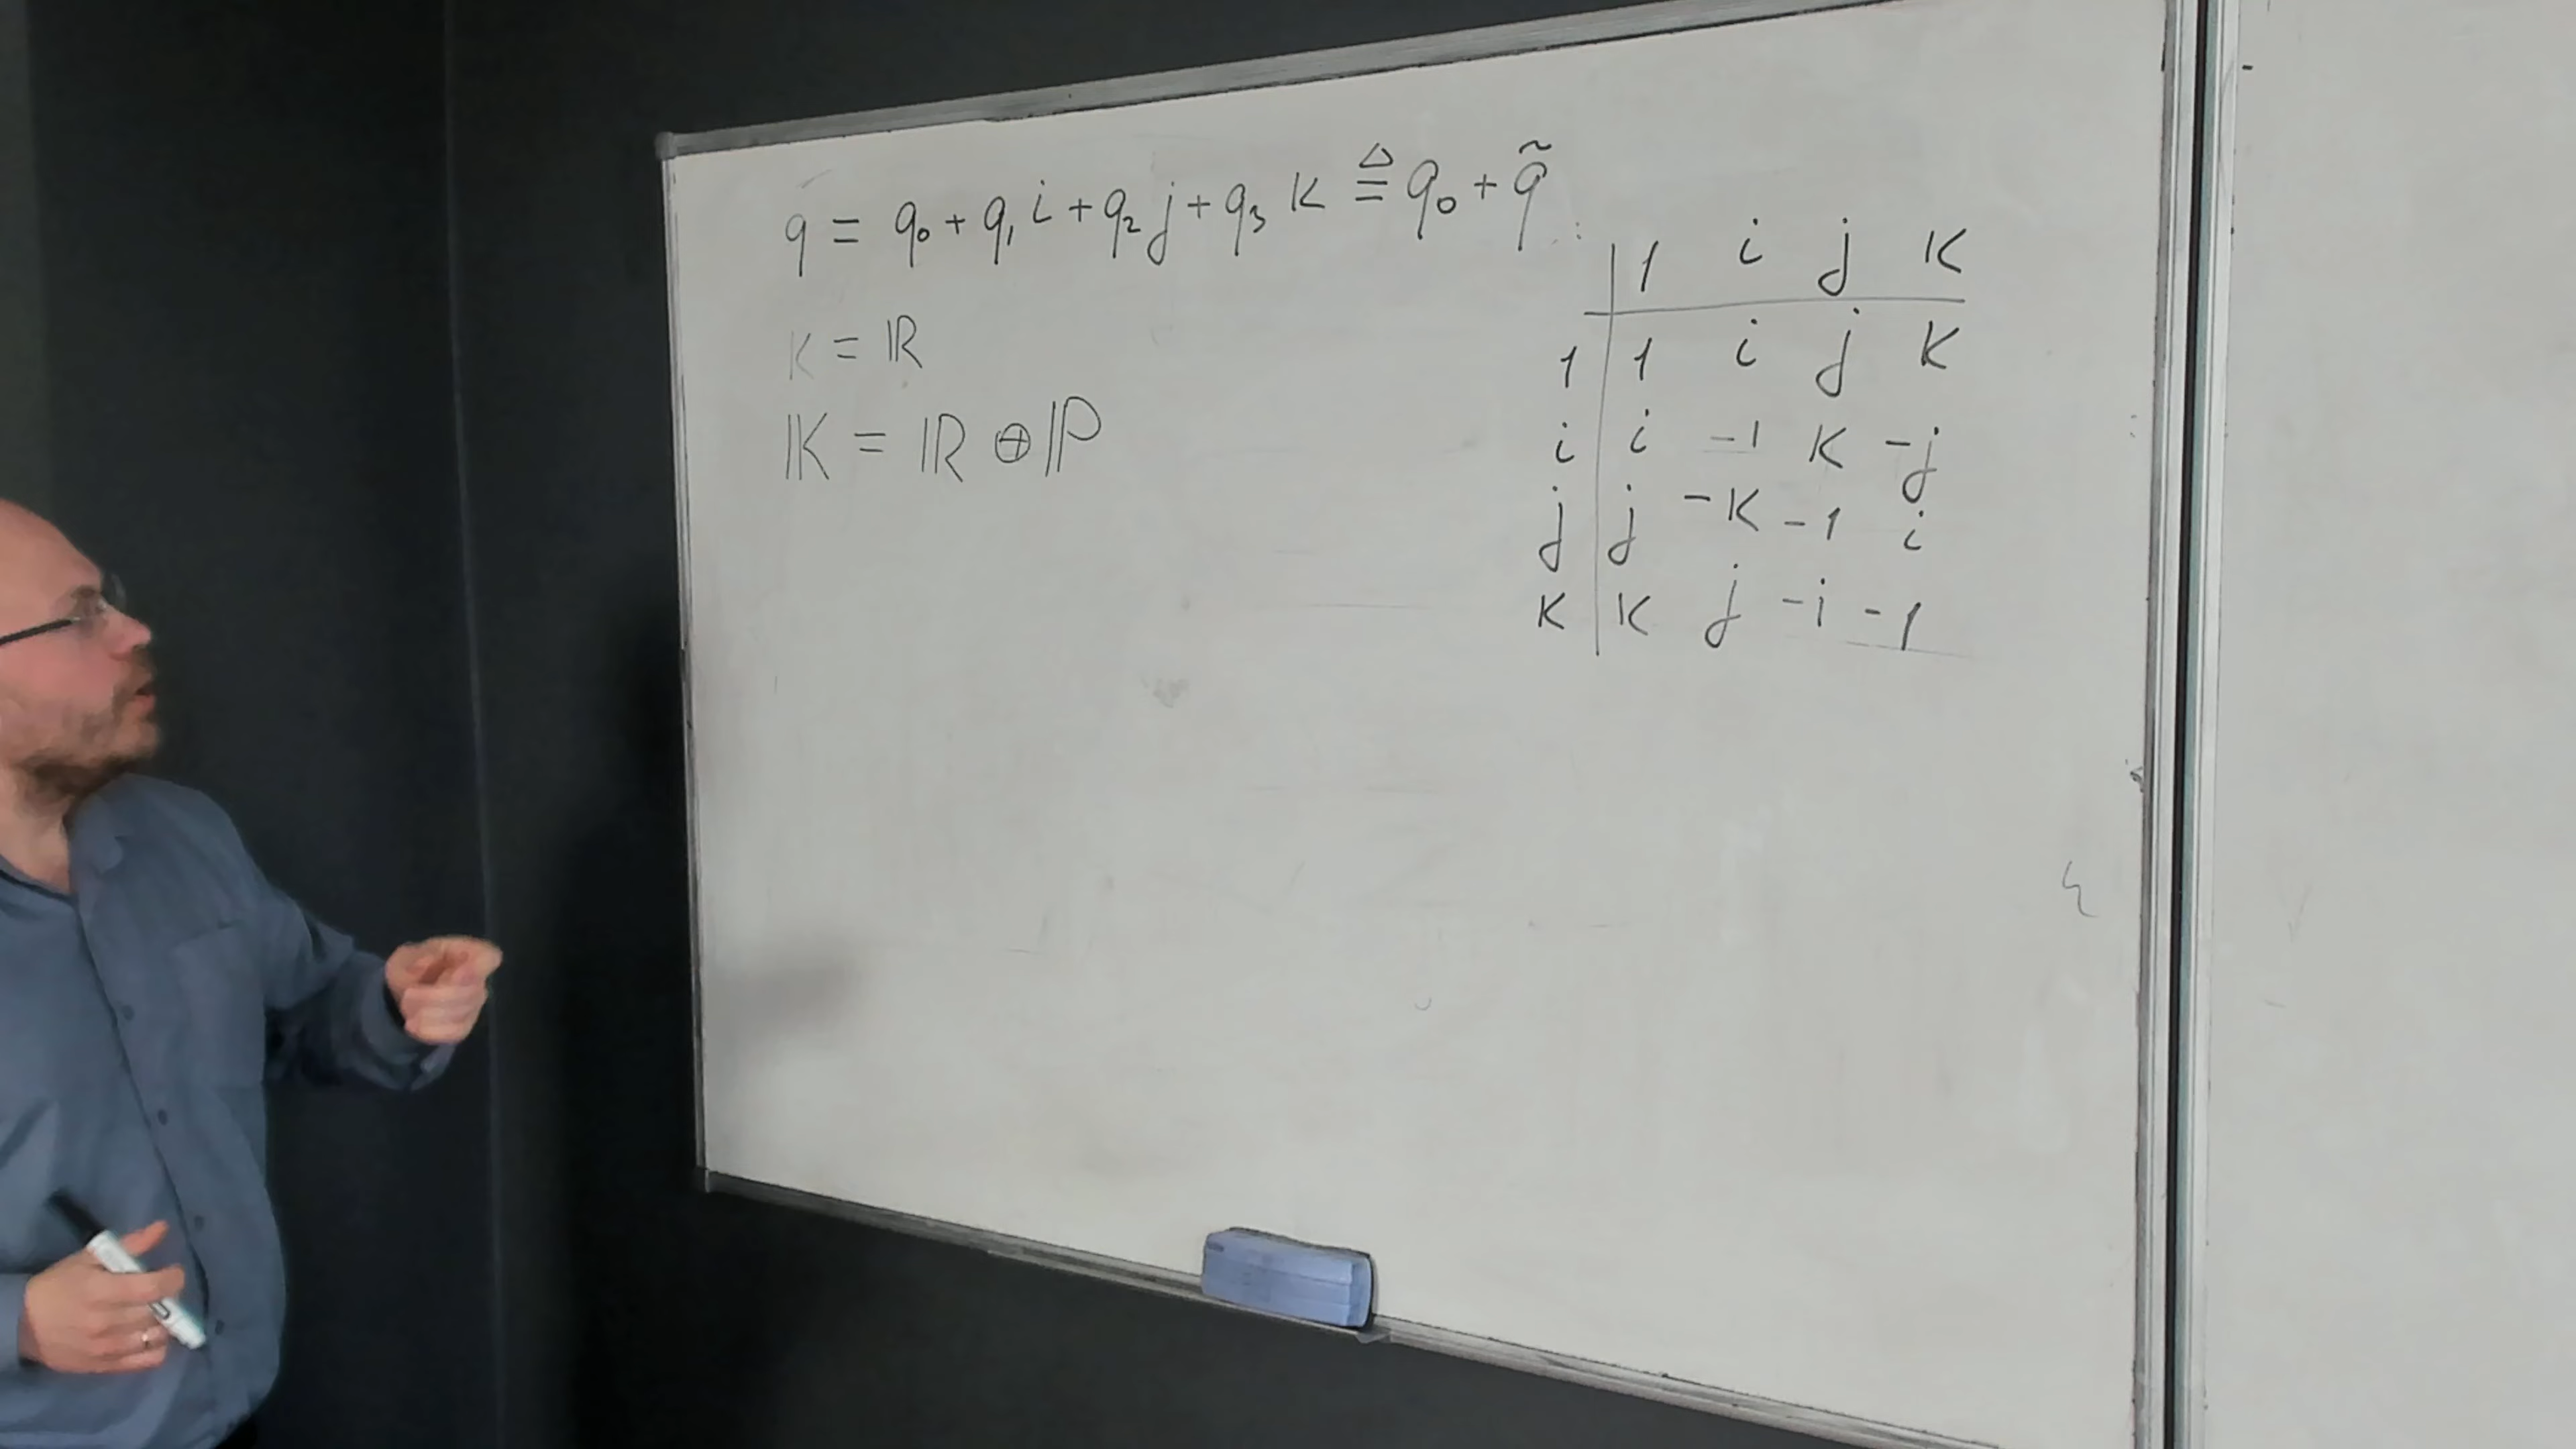 q = q₀ + q₁ i + q₂ j + q₃ k ≜ q₀ + q̃
K = ℝ
𝕂 = ℝ ⊕ ℙ
1 i j k
1 1 i j k
i i -1 k -j
j j -k -1 i
k k j -i -1